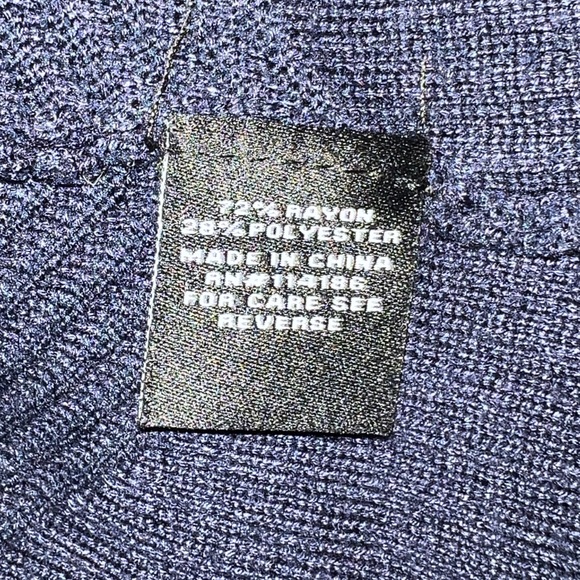 72% RAYON
28% POLYESTER
MADE IN CHINA
RN# 114186
FOR CARE SEE
REVERSE